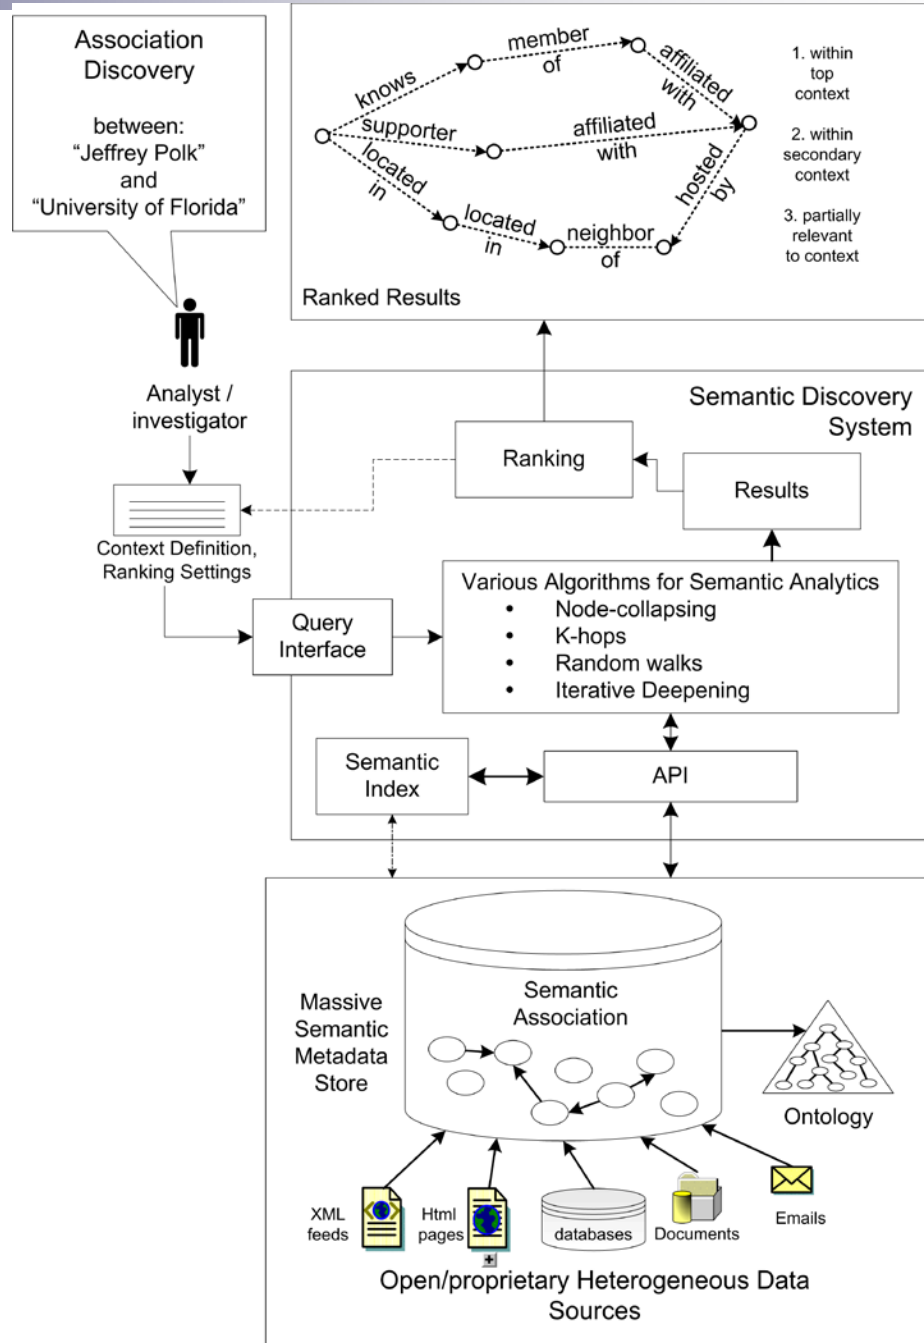 Association
Discovery
between:
“Jeffrey Polk”
and
“University of Florida”
Analyst /
investigator
Context Definition,
Ranking Settings
knows
member
of
affiliated
with
supporter
affiliated
with
located
in
located
in
neighbor
of
hosted
by
1. within
top
context
2. within
secondary
context
3. partially
relevant
to context
Ranked Results
Semantic Discovery
System
Ranking
Results
Query
Interface
Various Algorithms for Semantic Analytics
• Node-collapsing
• K-hops
• Random walks
• Iterative Deepening
Semantic
Index
API
Massive
Semantic
Metadata
Store
Semantic
Association
Ontology
XML
feeds
Html
pages
databases
Documents
Emails
Open/proprietary Heterogeneous Data
Sources